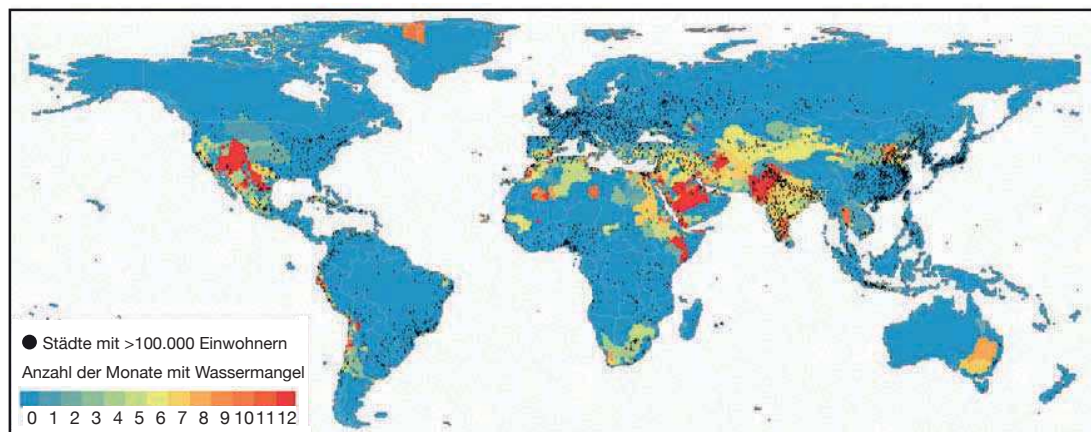 Städte mit >100.000 Einwohnern
Anzahl der Monate mit Wassermangel
0 1 2 3 4 5 6 7 8 9 10 11 12